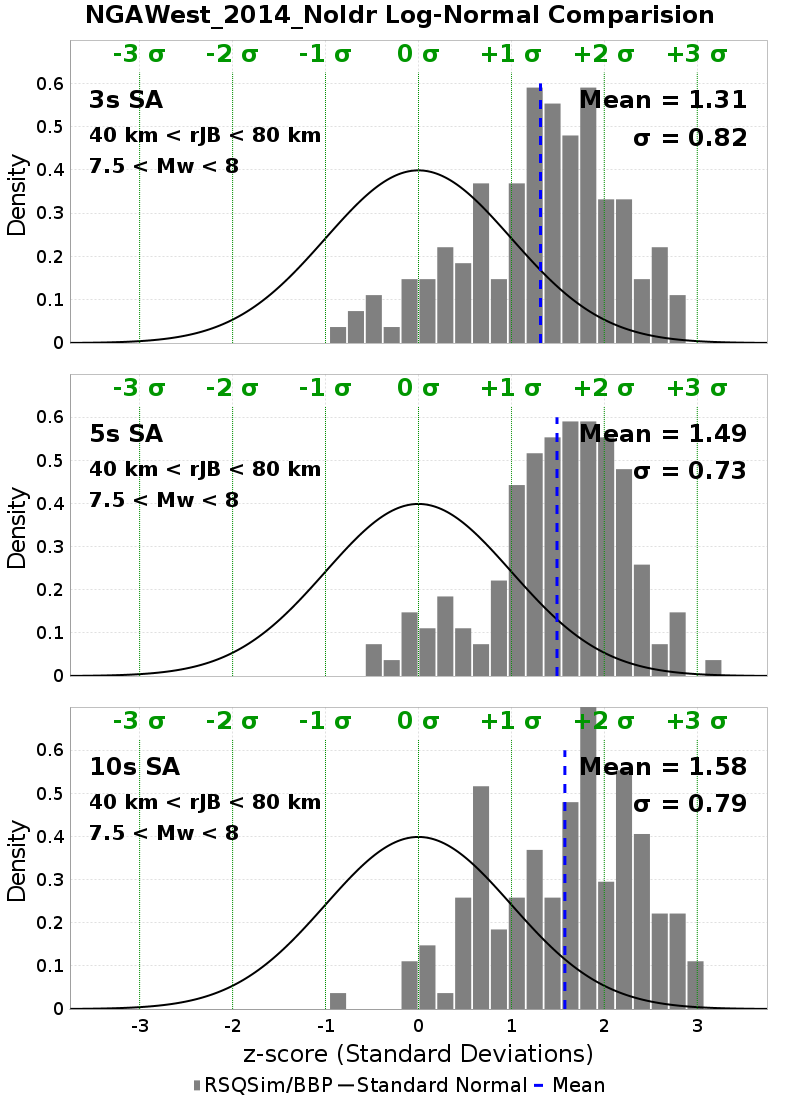 NGAWest_2014_NoIdr Log-Normal Comparision
-3 σ -2 σ -1 σ 0 σ +1 σ +2 σ +3 σ
3s SA
Mean = 1.31
40 km < rJB < 80 km
σ = 0.82
7.5 < Mw < 8
Density
0.6
0.5
0.4
0.3
0.2
0.1
0
-3 σ -2 σ -1 σ 0 σ +1 σ +2 σ +3 σ
5s SA
Mean = 1.49
40 km < rJB < 80 km
σ = 0.73
7.5 < Mw < 8
Density
0.6
0.5
0.4
0.3
0.2
0.1
0
-3 σ -2 σ -1 σ 0 σ +1 σ +2 σ +3 σ
10s SA
Mean = 1.58
40 km < rJB < 80 km
σ = 0.79
7.5 < Mw < 8
Density
0.6
0.5
0.4
0.3
0.2
0.1
0
-3 -2 -1 0 1 2 3
z-score (Standard Deviations)
RSQSim/BBP Standard Normal Mean